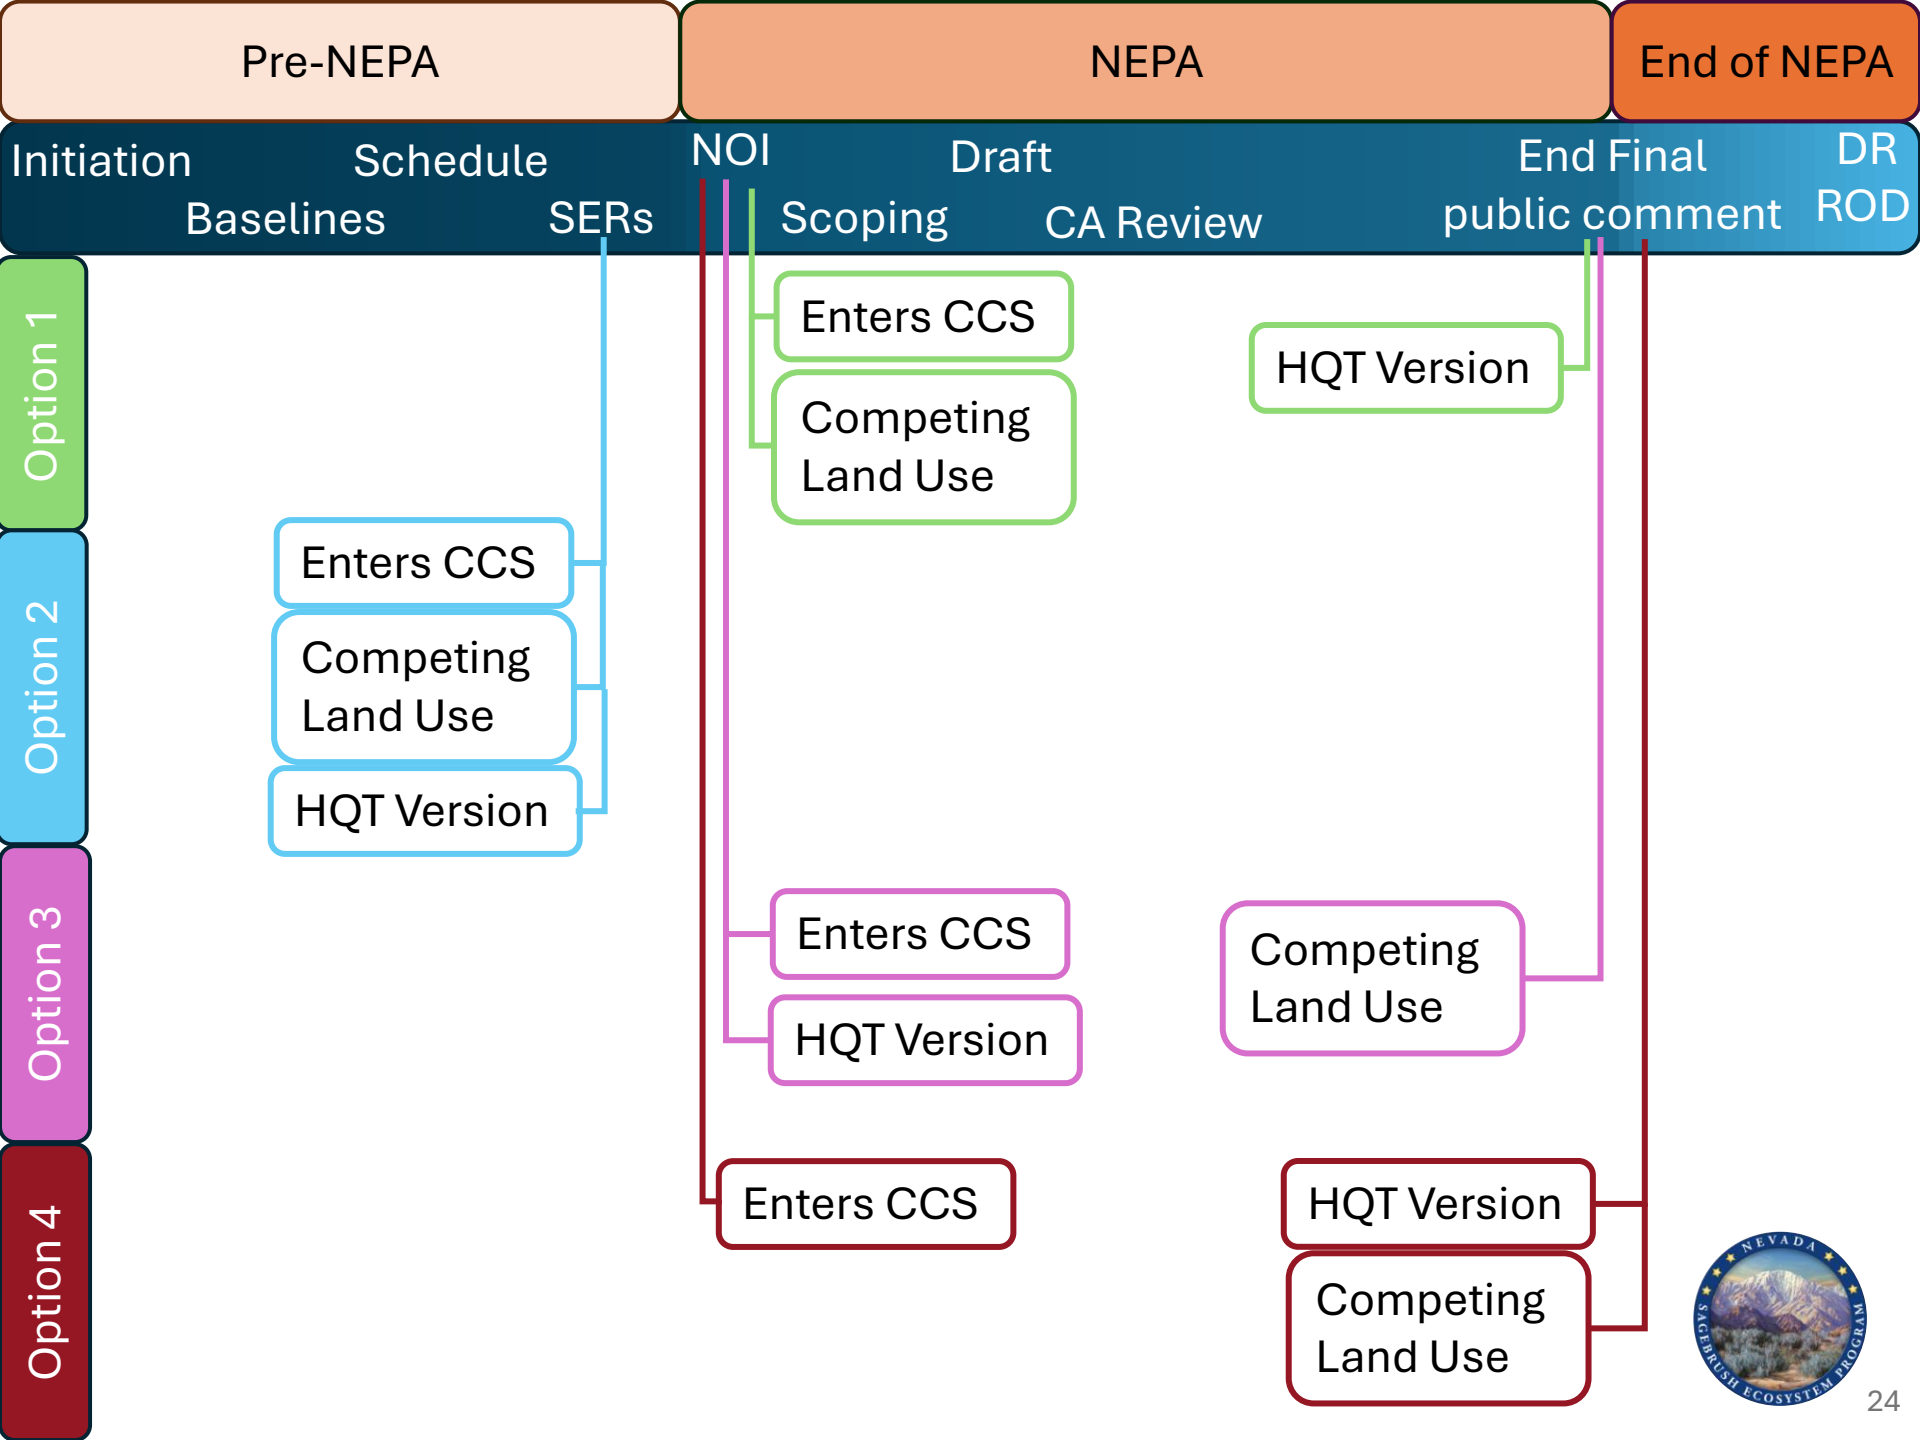 Pre-NEPA
NEPA
End of NEPA
Initiation
Baselines
Schedule
SERs
NOI
Scoping
Draft
CA Review
End Final
public comment
DR
ROD
Option 1
Enters CCS
Competing
Land Use
HQT Version
Option 2
Enters CCS
Competing
Land Use
HQT Version
Option 3
Enters CCS
HQT Version
Competing
Land Use
Option 4
Enters CCS
HQT Version
Competing
Land Use
NEVADA
SAGEBRUSH ECOSYSTEM PROGRAM
24